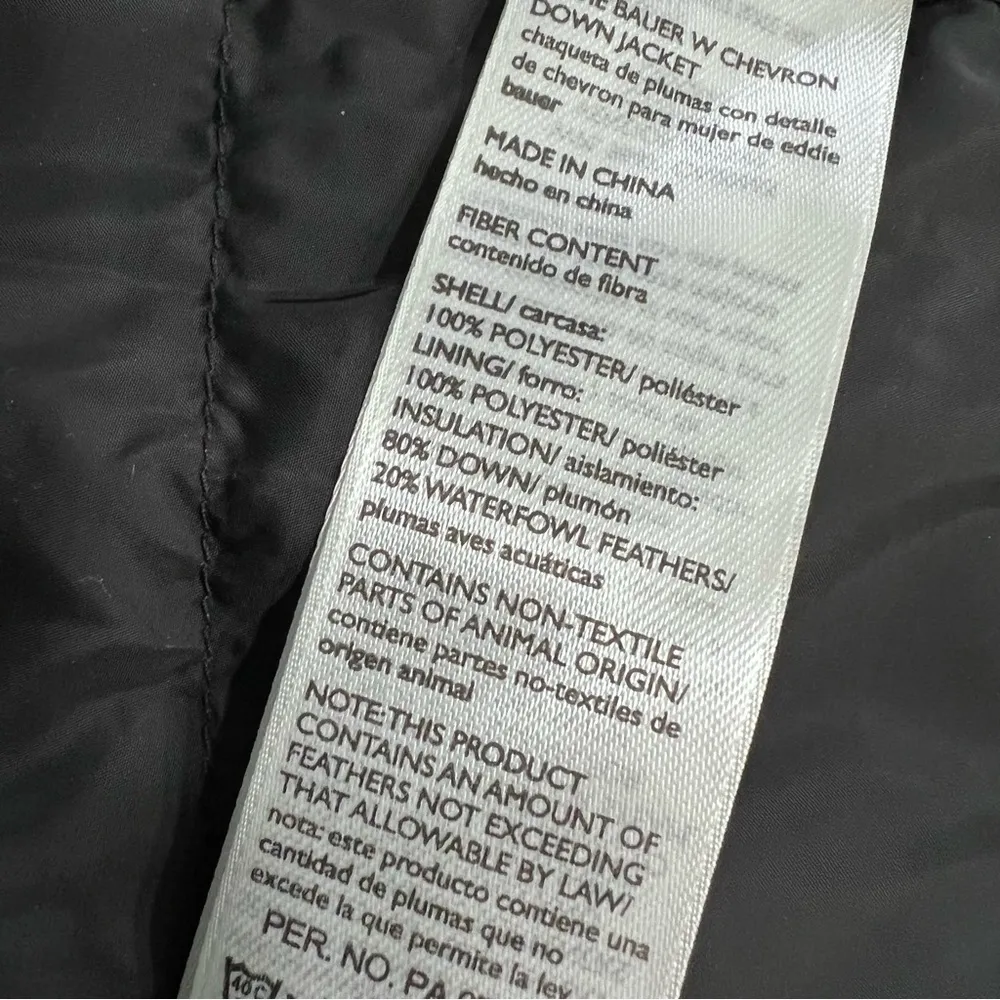 BAUER W CHEVRON
DOWN JACKET
chaqueta de plumas con detalle
de chevron para mujer de eddie
bauer
MADE IN CHINA
hecho en china
FIBER CONTENT
contenido de fibra
SHELL/ carcasa:
100% POLYESTER/ poliéster
LINING/ forro:
100% POLYESTER/ poliéster
INSULATION/ aislamiento:
80% DOWN/ plumón
20% WATERFOWL FEATHERS/
plumas aves acuáticas
CONTAINS NON-TEXTILE
PARTS OF ANIMAL ORIGIN/
contiene partes no-textiles de
origen animal
NOTE: THIS PRODUCT
CONTAINS AN AMOUNT OF
FEATHERS NOT EXCEEDING
THAT ALLOWABLE BY LAW/
nota: este producto contiene una
cantidad de plumas que no
excede la que permite la ley
PER. NO. PA
40C